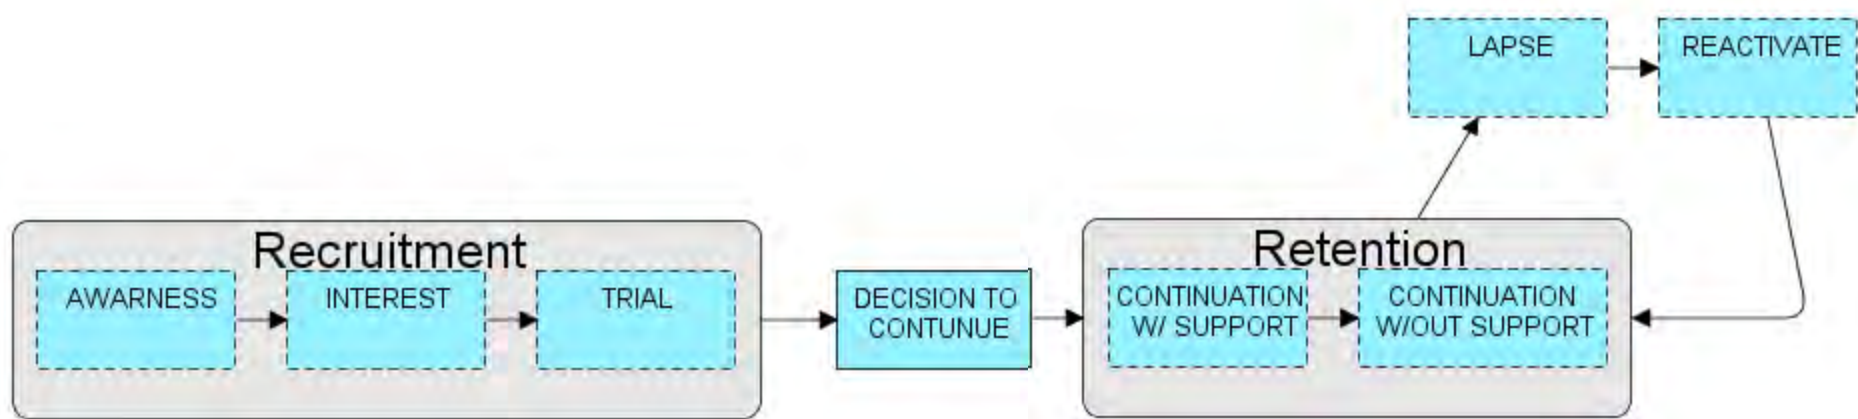 LAPSE
REACTIVATE
Recruitment
AWARNESS
INTEREST
TRIAL
DECISION TO
CONTUNUE
Retention
CONTINUATION
W/ SUPPORT
CONTINUATION
W/OUT SUPPORT